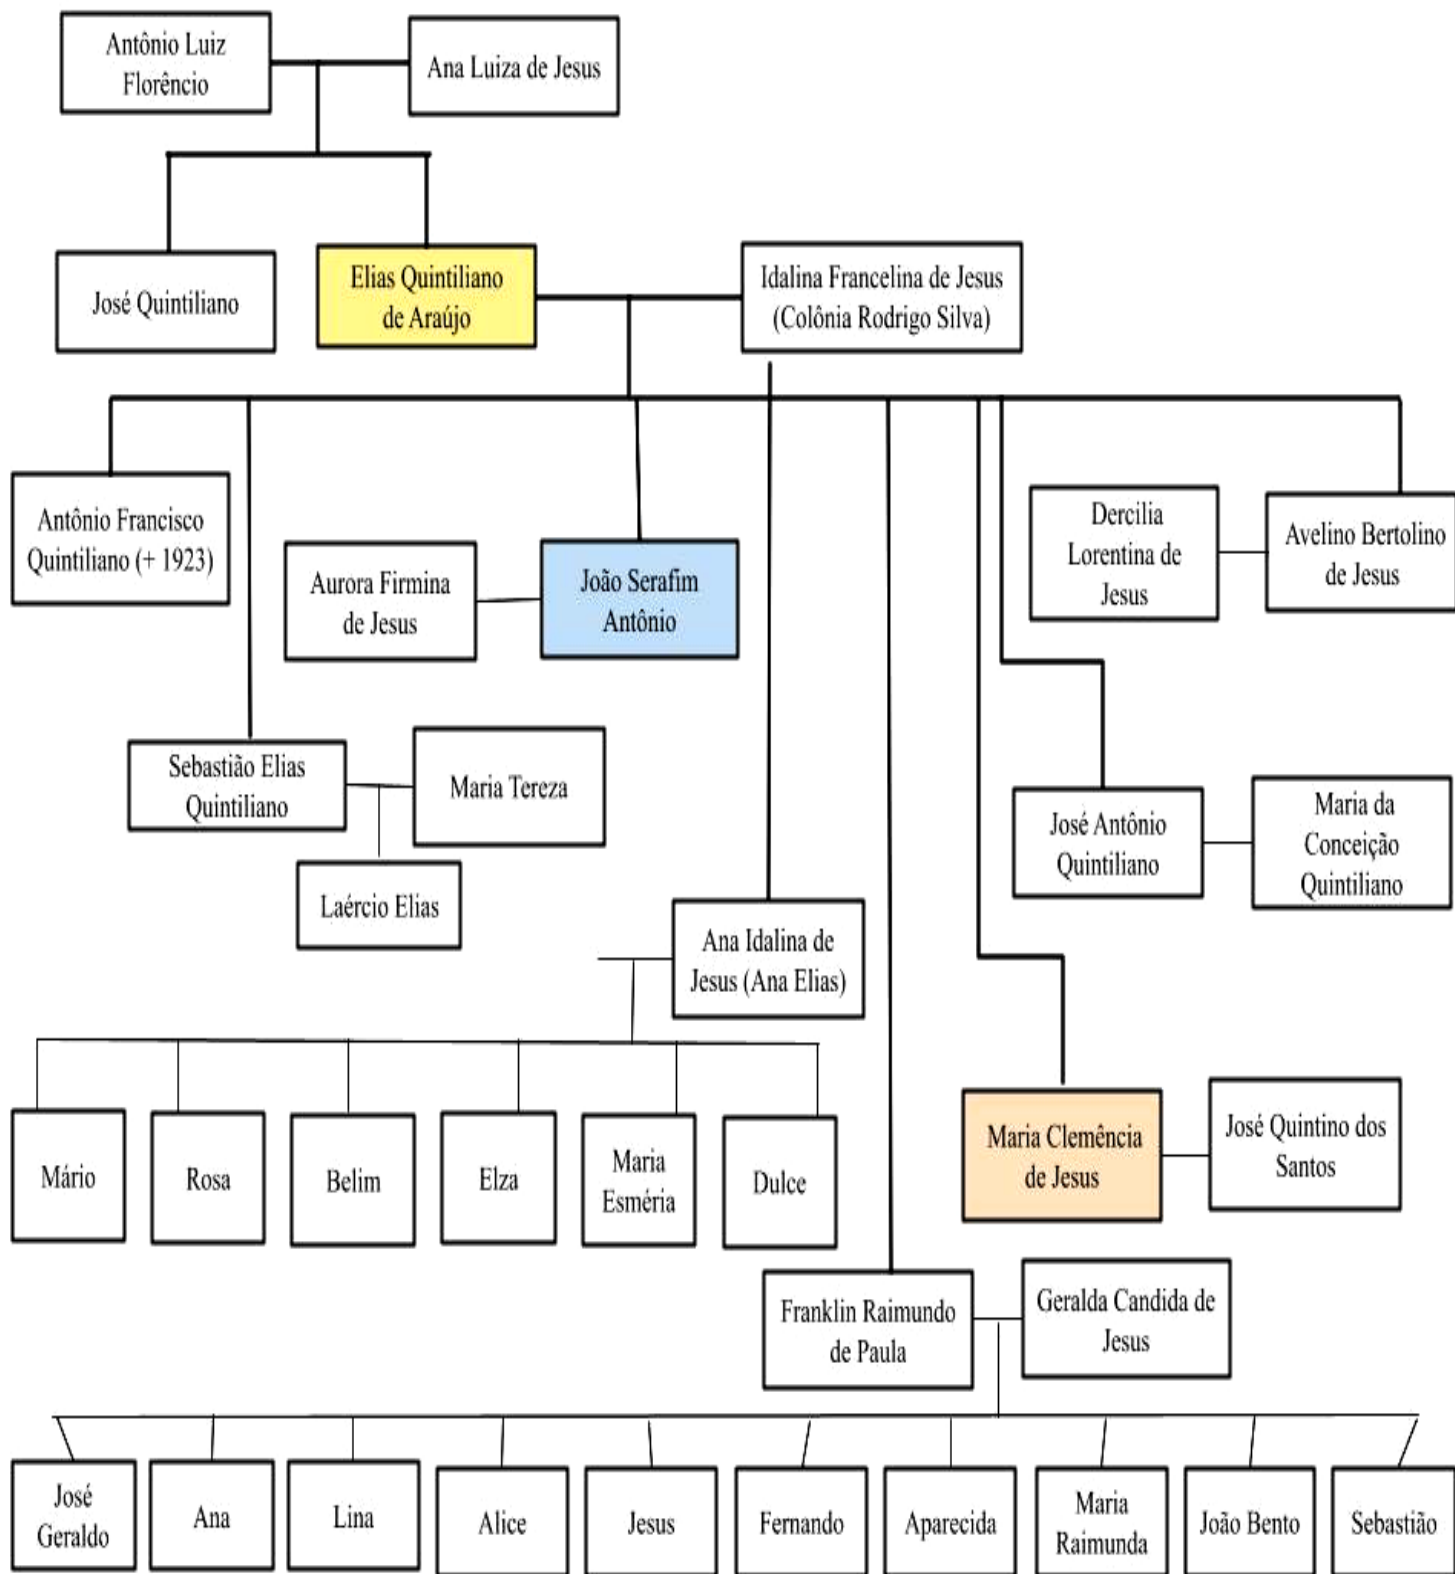 Antônio Luiz
Florêncio
Ana Luiza de Jesus
José Quintiliano
Elias Quintiliano
de Araújo
Idalina Francelina de Jesus
(Colônia Rodrigo Silva)
Antônio Francisco
Quintiliano (+ 1923)
Aurora Firmina
de Jesus
João Serafim
Antônio
Dercilia
Lorentina de
Jesus
Avelino Bertolino
de Jesus
Sebastião Elias
Quintiliano
Maria Tereza
Laércio Elias
José Antônio
Quintiliano
Maria da
Conceição
Quintiliano
Ana Idalina de
Jesus (Ana Elias)
Mário
Rosa
Belim
Elza
Maria
Esméria
Dulce
Maria Clemência
de Jesus
José Quintino dos
Santos
Franklin Raimundo
de Paula
Geralda Candida de
Jesus
José
Geraldo
Ana
Lina
Alice
Jesus
Fernando
Aparecida
Maria
Raimunda
João Bento
Sebastião